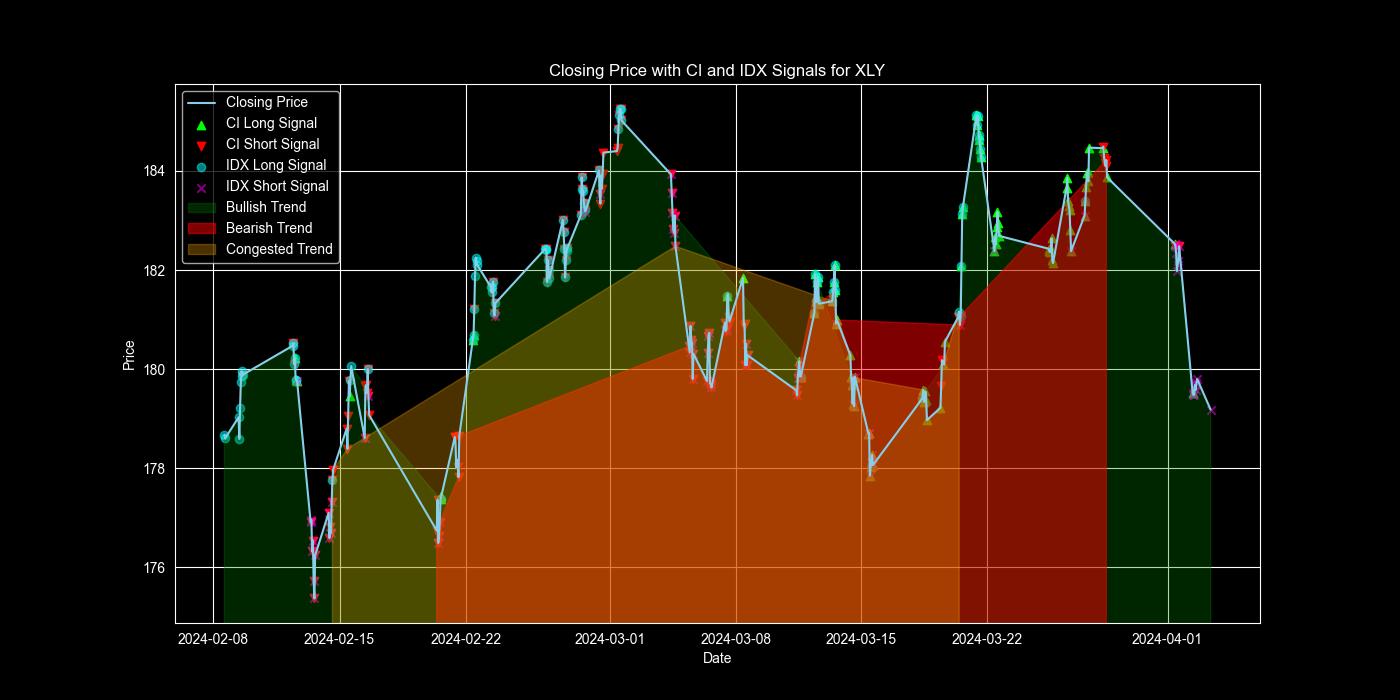 Closing Price with CI and IDX Signals for XLY
Closing Price
CI Long Signal
CI Short Signal
IDX Long Signal
IDX Short Signal
Bullish Trend
Bearish Trend
Congested Trend
184
182
180
178
176
Price
2024-02-08 2024-02-15 2024-02-22 2024-03-01 2024-03-08 2024-03-15 2024-03-22 2024-04-01
Date